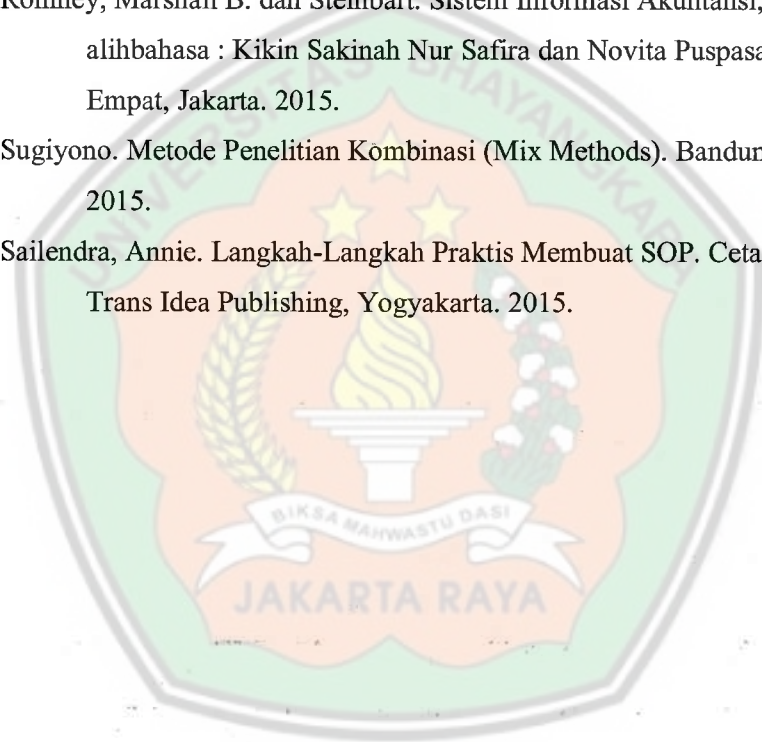 Romney, Marshall B. dan Steinbart. Sistem Informasi Akuntansi,
alihbahasa : Kikin Sakinah Nur Safira dan Novita Puspasa
Empat, Jakarta. 2015.
Sugiyono. Metode Penelitian Kombinasi (Mix Methods). Bandun
2015.
Sailendra, Annie. Langkah-Langkah Praktis Membuat SOP. Ceta
Trans Idea Publishing, Yogyakarta. 2015.
UNIVERSITAS BHAYANGKARA
BIKSA MAHWASTU DASI
JAKARTA RAYA